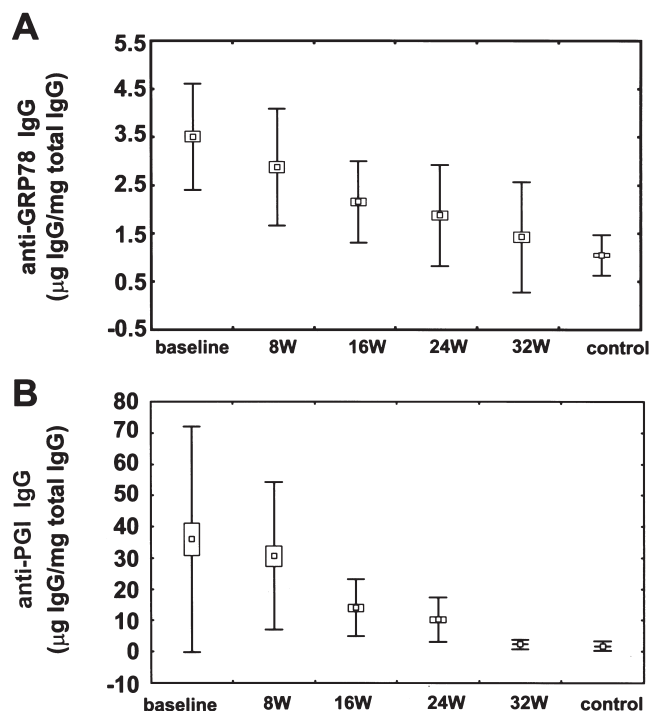 A
anti-GRP78 IgG
(μg IgG/mg total IgG)
5.5
4.5
3.5
2.5
1.5
0.5
-0.5
baseline 8W 16W 24W 32W control
B
anti-PGI IgG
(μg IgG/mg total IgG)
80
70
60
50
40
30
20
10
0
-10
baseline 8W 16W 24W 32W control